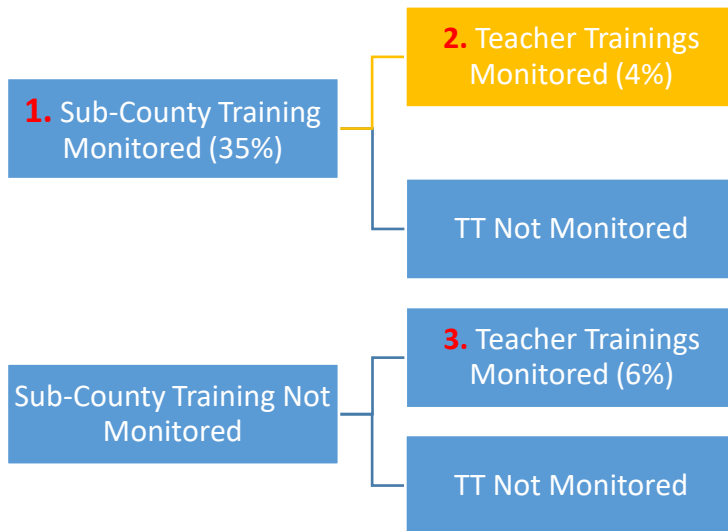 1. Sub-County Training
Monitored (35%)
2. Teacher Trainings
Monitored (4%)
TT Not Monitored
Sub-County Training Not
Monitored
3. Teacher Trainings
Monitored (6%)
TT Not Monitored